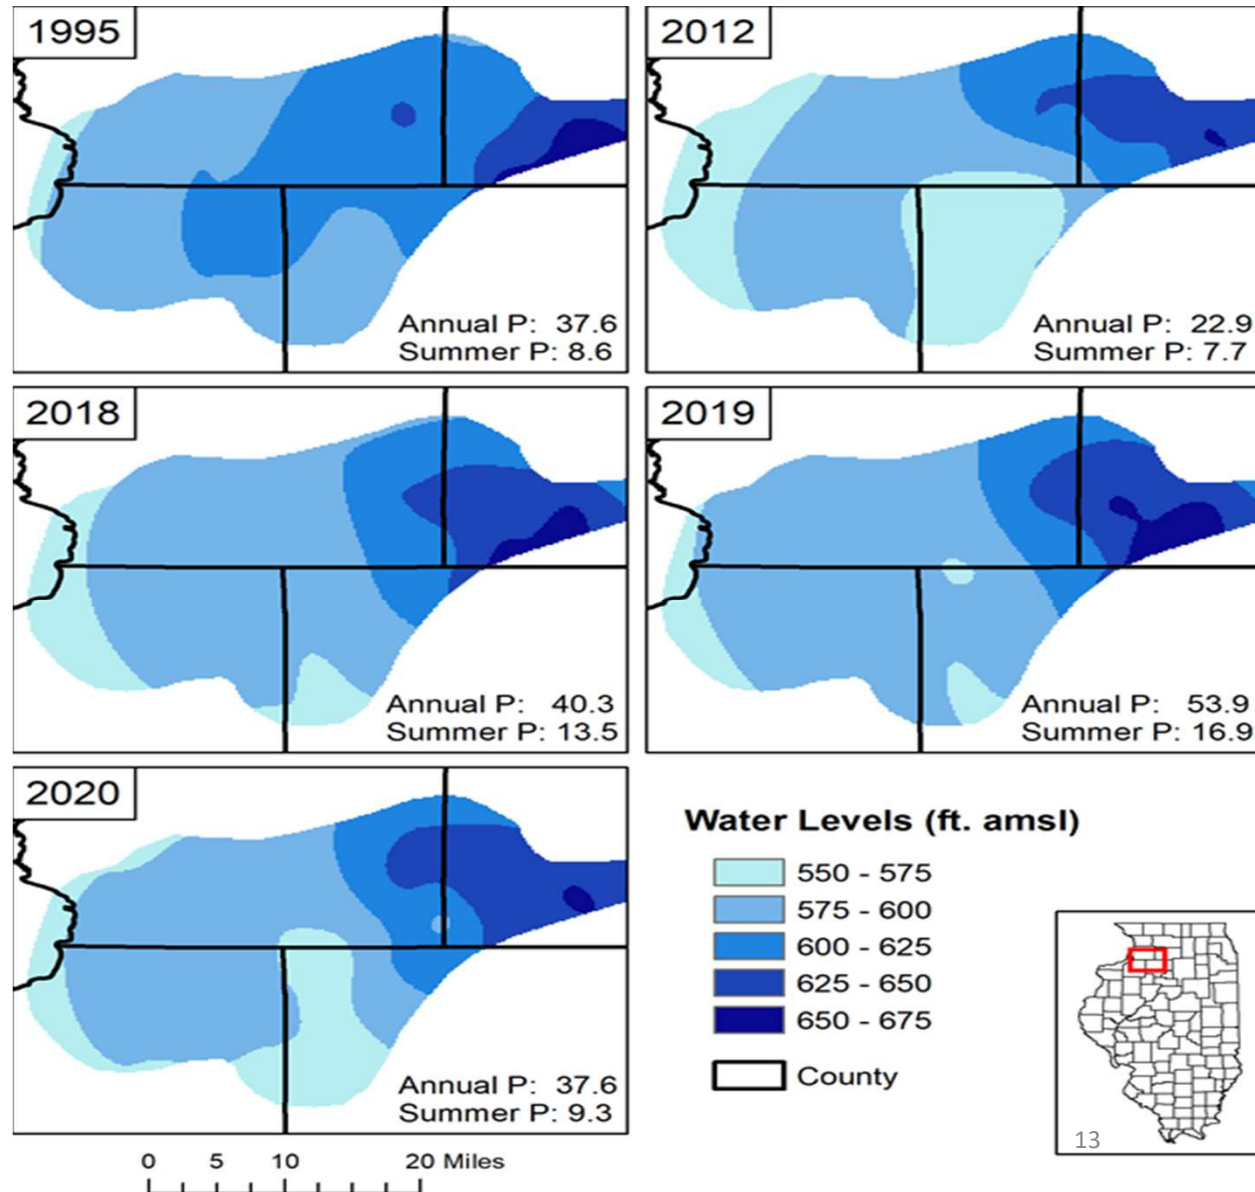 1995
Annual P: 37.6
Summer P: 8.6
2012
Annual P: 22.9
Summer P: 7.7
2018
Annual P: 40.3
Summer P: 13.5
2019
Annual P: 53.9
Summer P: 16.9
2020
Annual P: 37.6
Summer P: 9.3
Water Levels (ft. amsl)
550 - 575
575 - 600
600 - 625
625 - 650
650 - 675
County
13
0 5 10 20 Miles